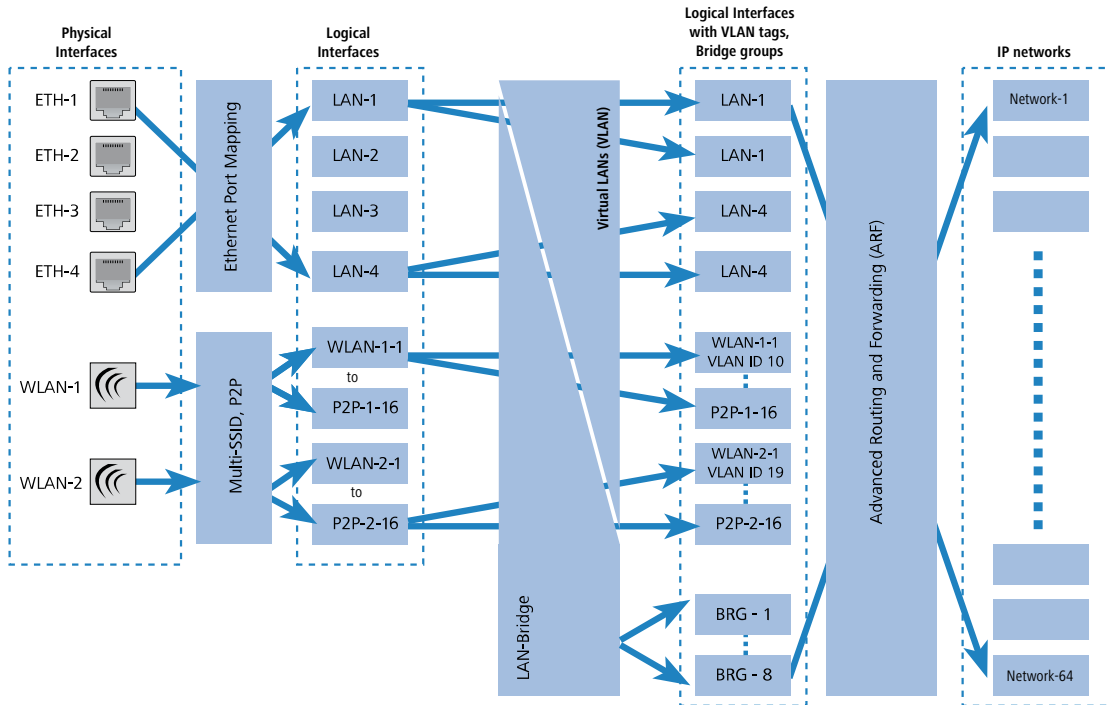 Physical
Interfaces
Logical
Interfaces
Logical Interfaces
with VLAN tags,
Bridge groups
IP networks
ETH-1
ETH-2
ETH-3
ETH-4
WLAN-1
WLAN-2
Ethernet Port Mapping
Multi-SSID, P2P
LAN-1
LAN-2
LAN-3
LAN-4
WLAN-1-1
to
P2P-1-16
WLAN-2-1
to
P2P-2-16
Virtual LANs (VLAN)
LAN-Bridge
LAN-1
LAN-1
LAN-4
LAN-4
WLAN-1-1
VLAN ID 10
P2P-1-16
WLAN-2-1
VLAN ID 19
P2P-2-16
BRG - 1
BRG - 8
Advanced Routing and Forwarding (ARF)
Network-1
Network-64